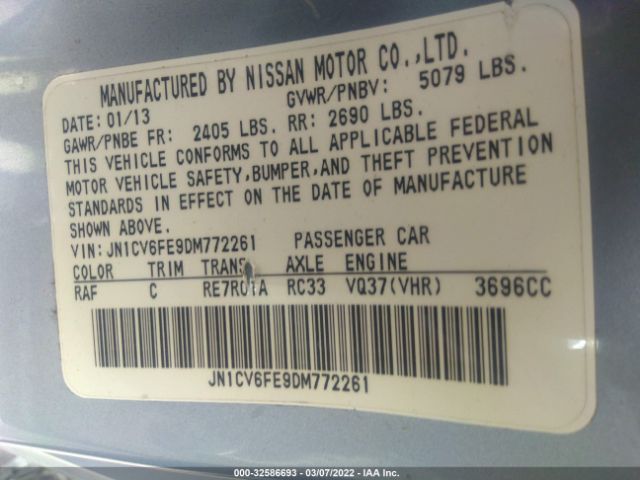 MANUFACTURED BY NISSAN MOTOR CO.,LTD.
DATE: 01/13 GVWR/PNBV: 5079 LBS.
GAWR/PNBE FR: 2405 LBS. RR: 2690 LBS.
THIS VEHICLE CONFORMS TO ALL APPLICABLE FEDERAL
MOTOR VEHICLE SAFETY, BUMPER, AND THEFT PREVENTION
STANDARDS IN EFFECT ON THE DATE OF MANUFACTURE
SHOWN ABOVE.
VIN: JN1CV6FE9DM772261 PASSENGER CAR
COLOR TRIM TRANS AXLE ENGINE
RAF C RE7R01A RC33 VQ37(VHR) 3696CC
JN1CV6FE9DM772261
000-32586693 - 03/07/2022 - IAA Inc.